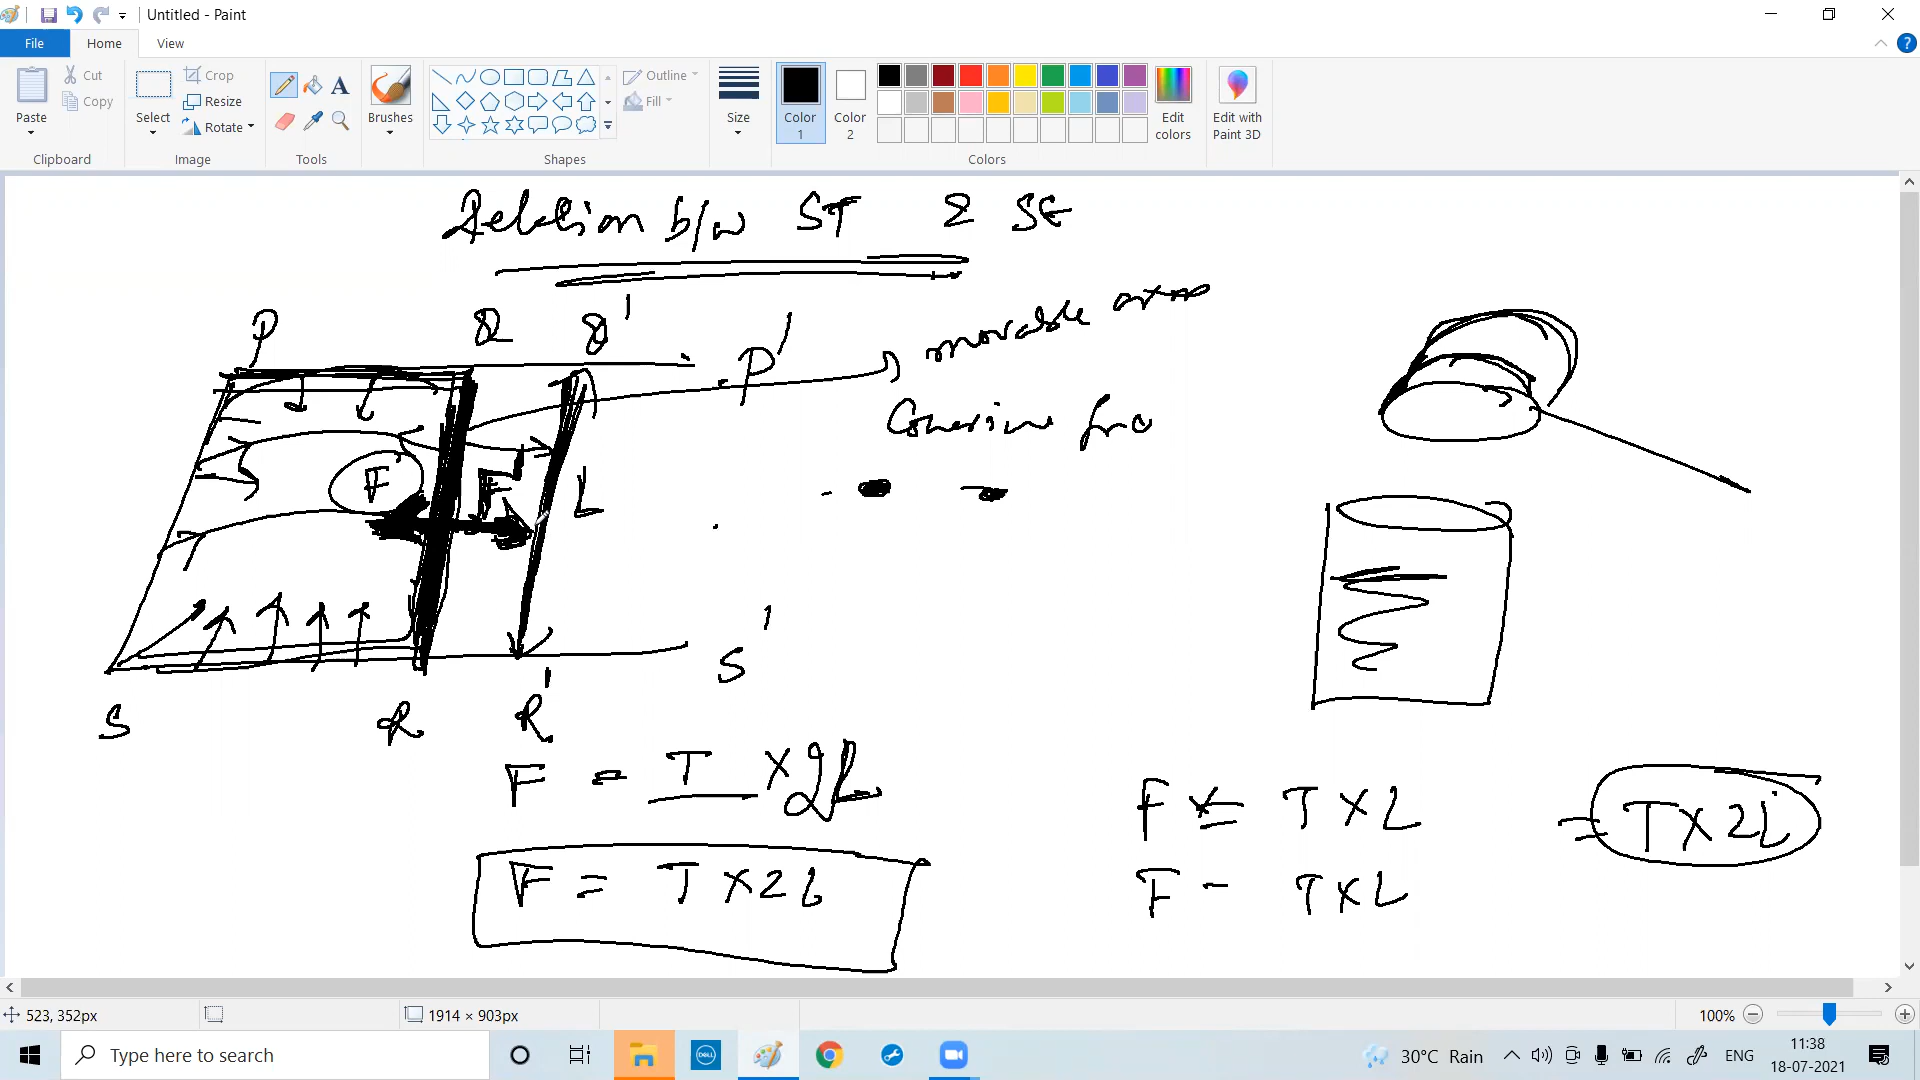 Untitled - Paint
File Home View
Paste
Cut
Copy
Clipboard
Select
Crop
Resize
Rotate
Image
Tools
Brushes
Shapes
Outline
Fill
Size
Color 1
Color 2
Colors
Edit colors
Edit with Paint 3D
Relation b/w ST & SE
P Q Q'
P'
movable
Cohesive
F F' L
S R R' S'
F = T × 2L
F = T × 2L
F = T × L
= T × 2L
F - T × L
523, 352px
1914 × 903px
100%
Type here to search
DELL
30°C Rain
ENG
11:38
18-07-2021